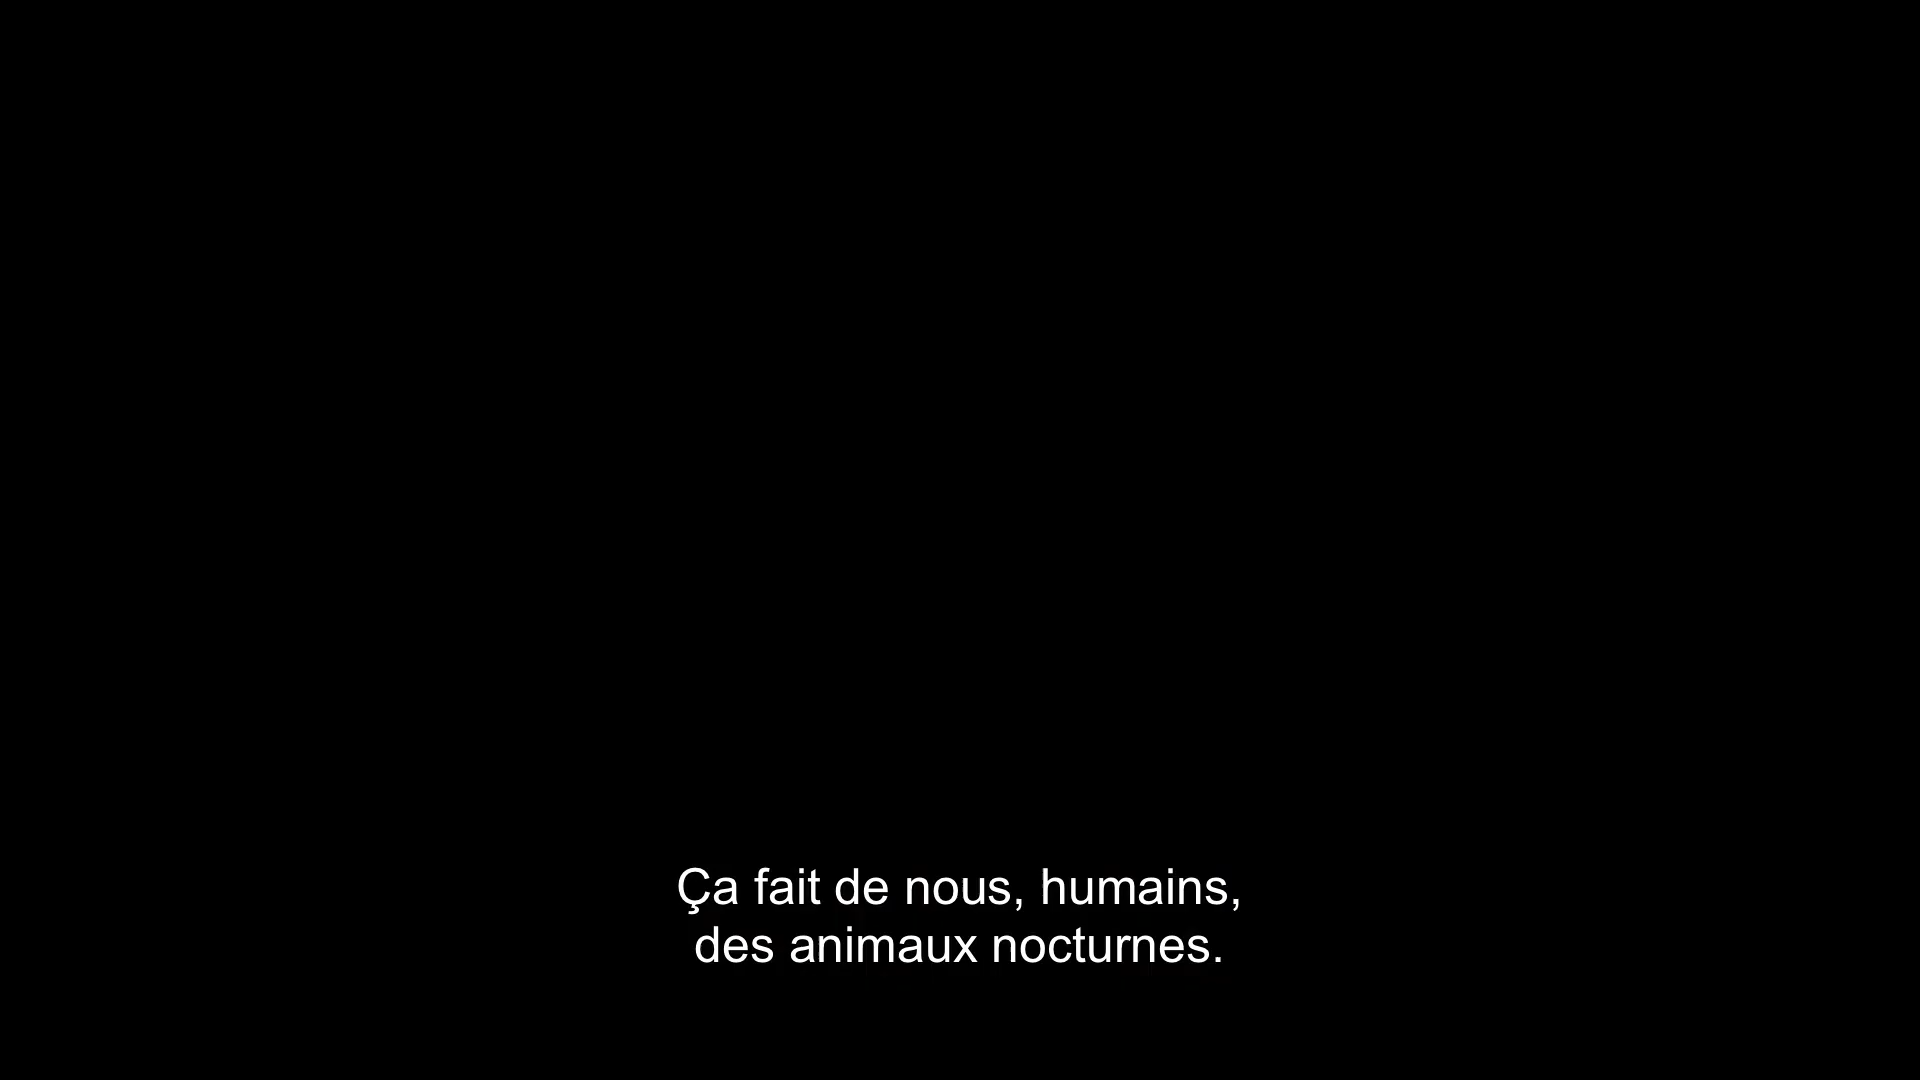 Ça fait de nous, humains,
des animaux nocturnes.